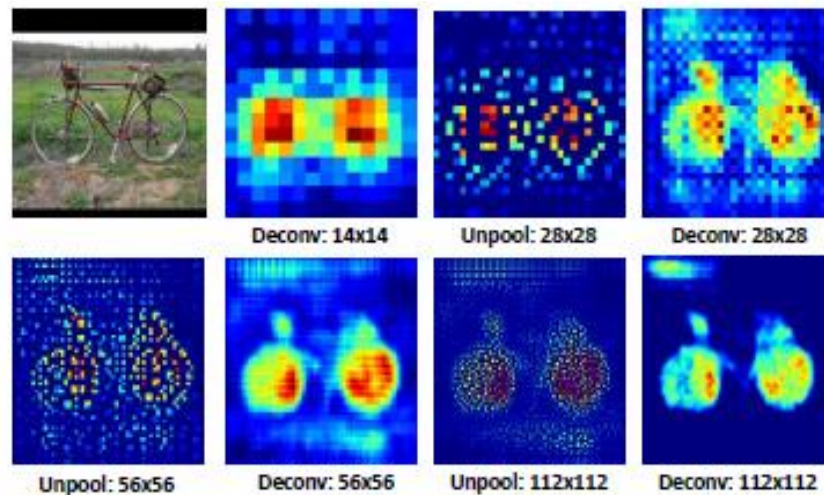 Deconv: 14x14
Unpool: 28x28
Deconv: 28x28
Unpool: 56x56
Deconv: 56x56
Unpool: 112x112
Deconv: 112x112